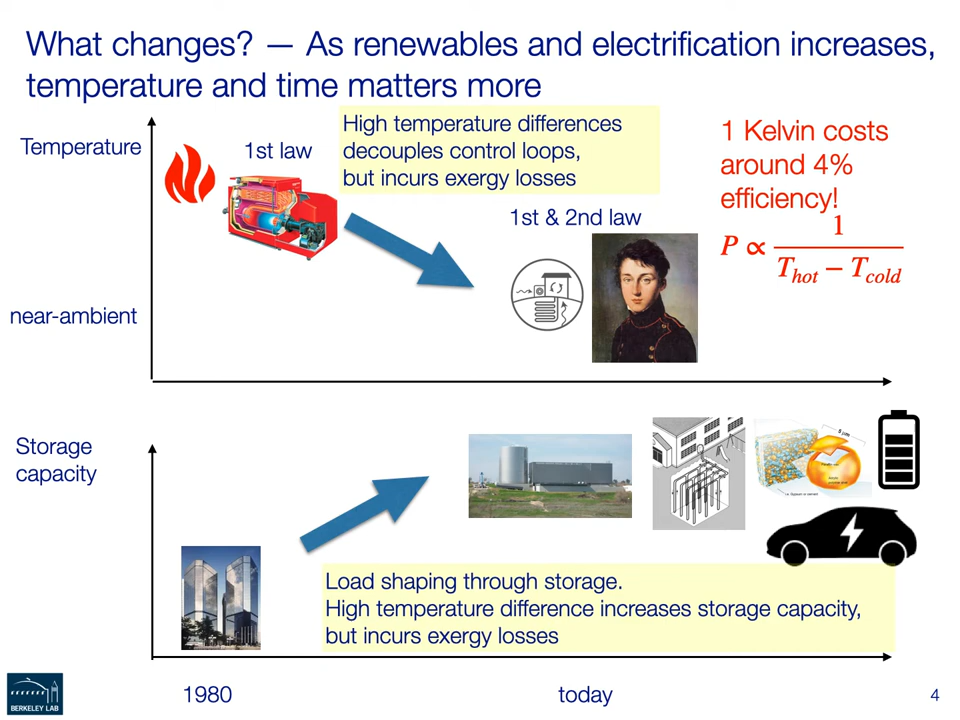 What changes? — As renewables and electrification increases,
temperature and time matters more
Temperature
1st law
High temperature differences
decouples control loops,
but incurs exergy losses
1 Kelvin costs
around 4%
efficiency!
P ∝ 1 / (T_hot − T_cold)
1st & 2nd law
near-ambient
Storage
capacity
5 µm
Load shaping through storage.
High temperature difference increases storage capacity,
but incurs exergy losses
BERKELEY LAB
1980
today
4